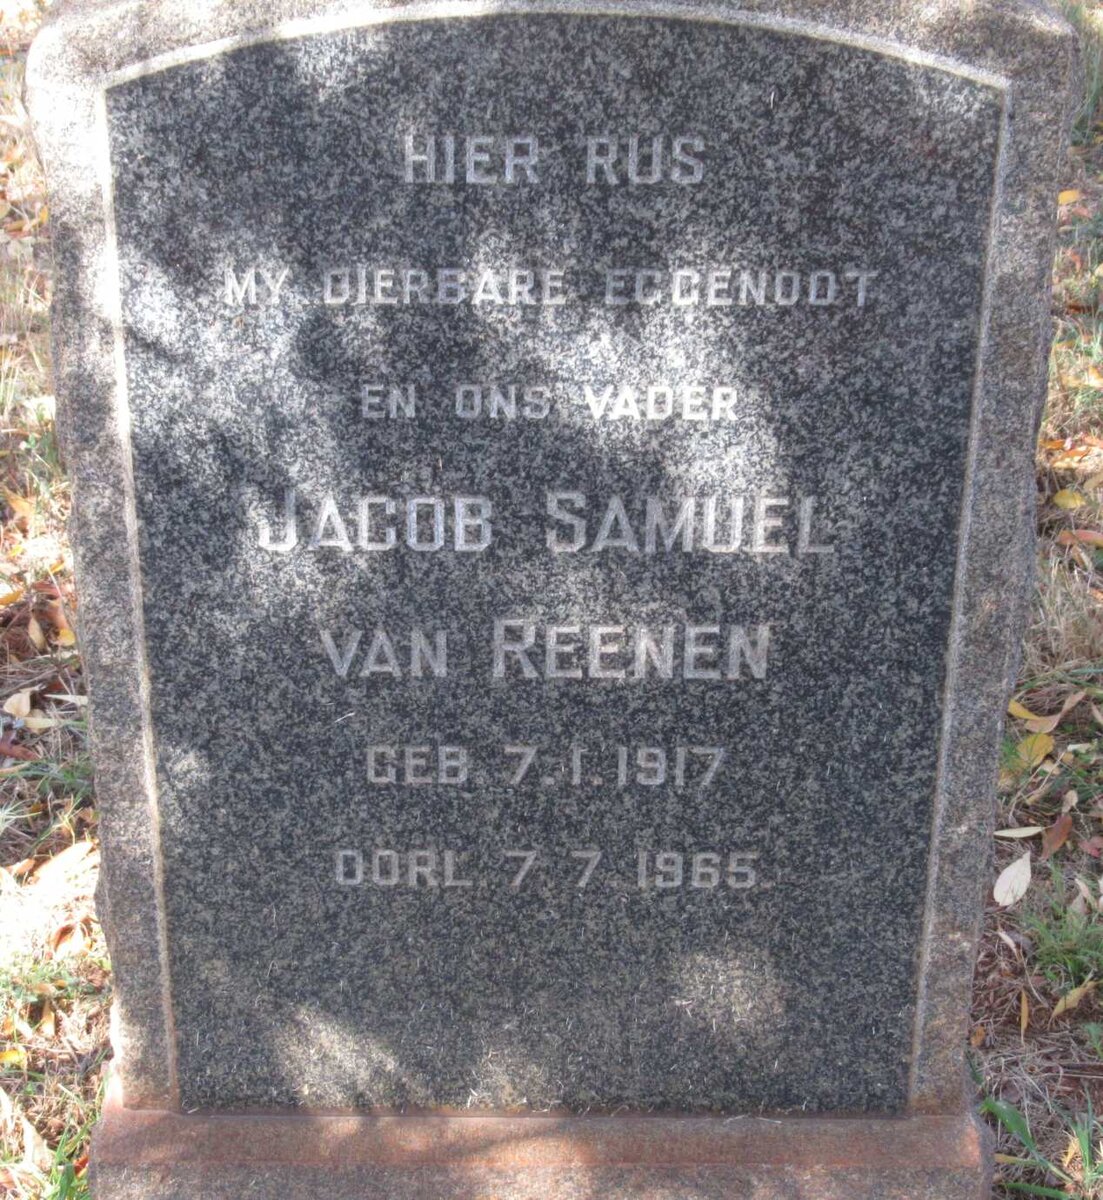 HIER RUS
MY DIERBARE EGGENOOT
EN ONS VADER
JACOB SAMUEL
VAN REENEN
GEB 7.1.1917
OORL 7.7.1965